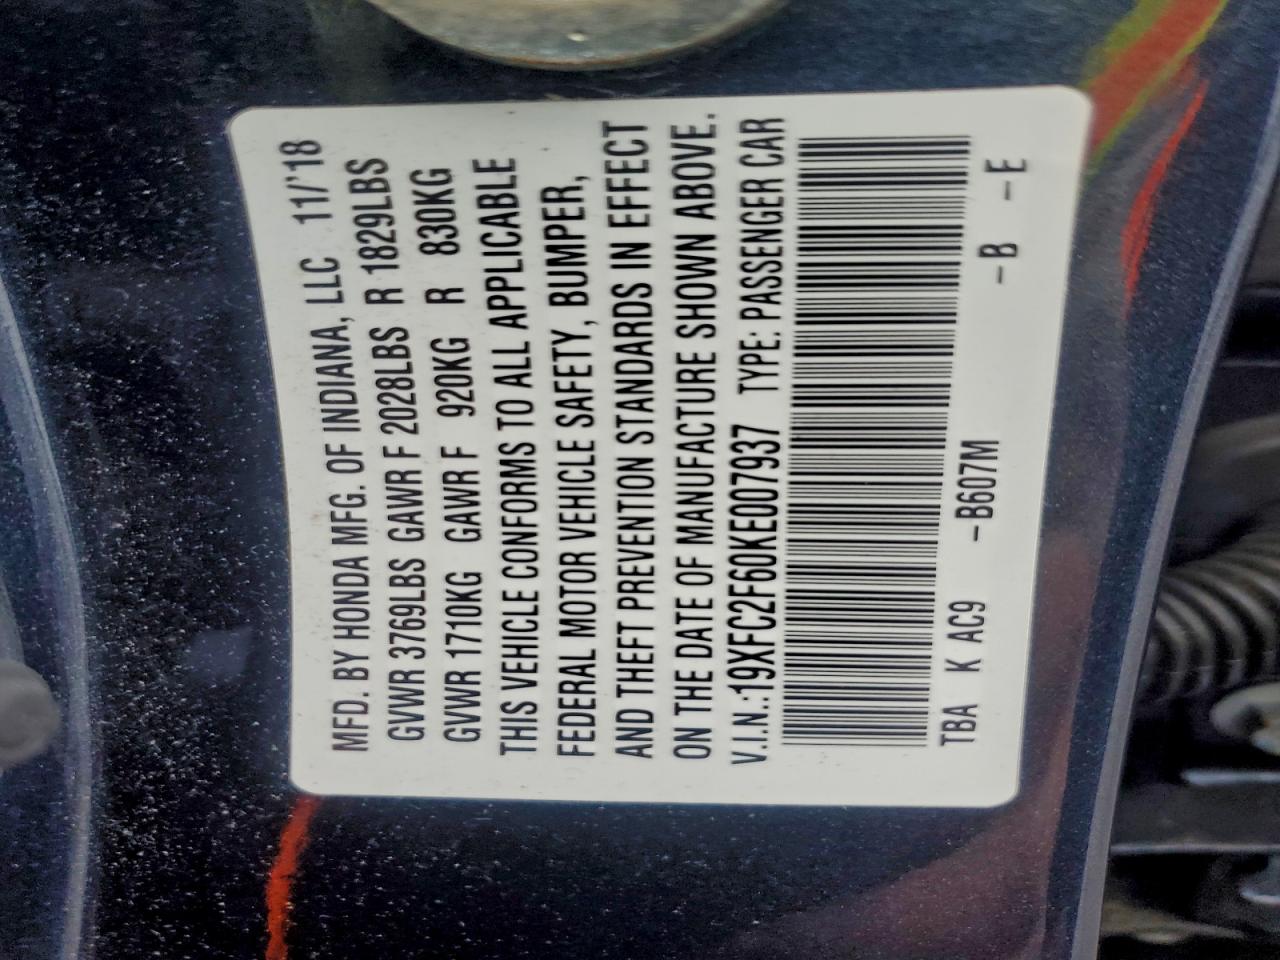 MFD. BY HONDA MFG. OF INDIANA, LLC 11/'18
GVWR 3769LBS GAWR F 2028LBS R 1829LBS
GVWR 1710KG GAWR F 920KG R 830KG
THIS VEHICLE CONFORMS TO ALL APPLICABLE
FEDERAL MOTOR VEHICLE SAFETY, BUMPER,
AND THEFT PREVENTION STANDARDS IN EFFECT
ON THE DATE OF MANUFACTURE SHOWN ABOVE.
V.I.N.:19XFC2F60KE007937 TYPE: PASSENGER CAR
TBA K AC9 -B607M -B -E